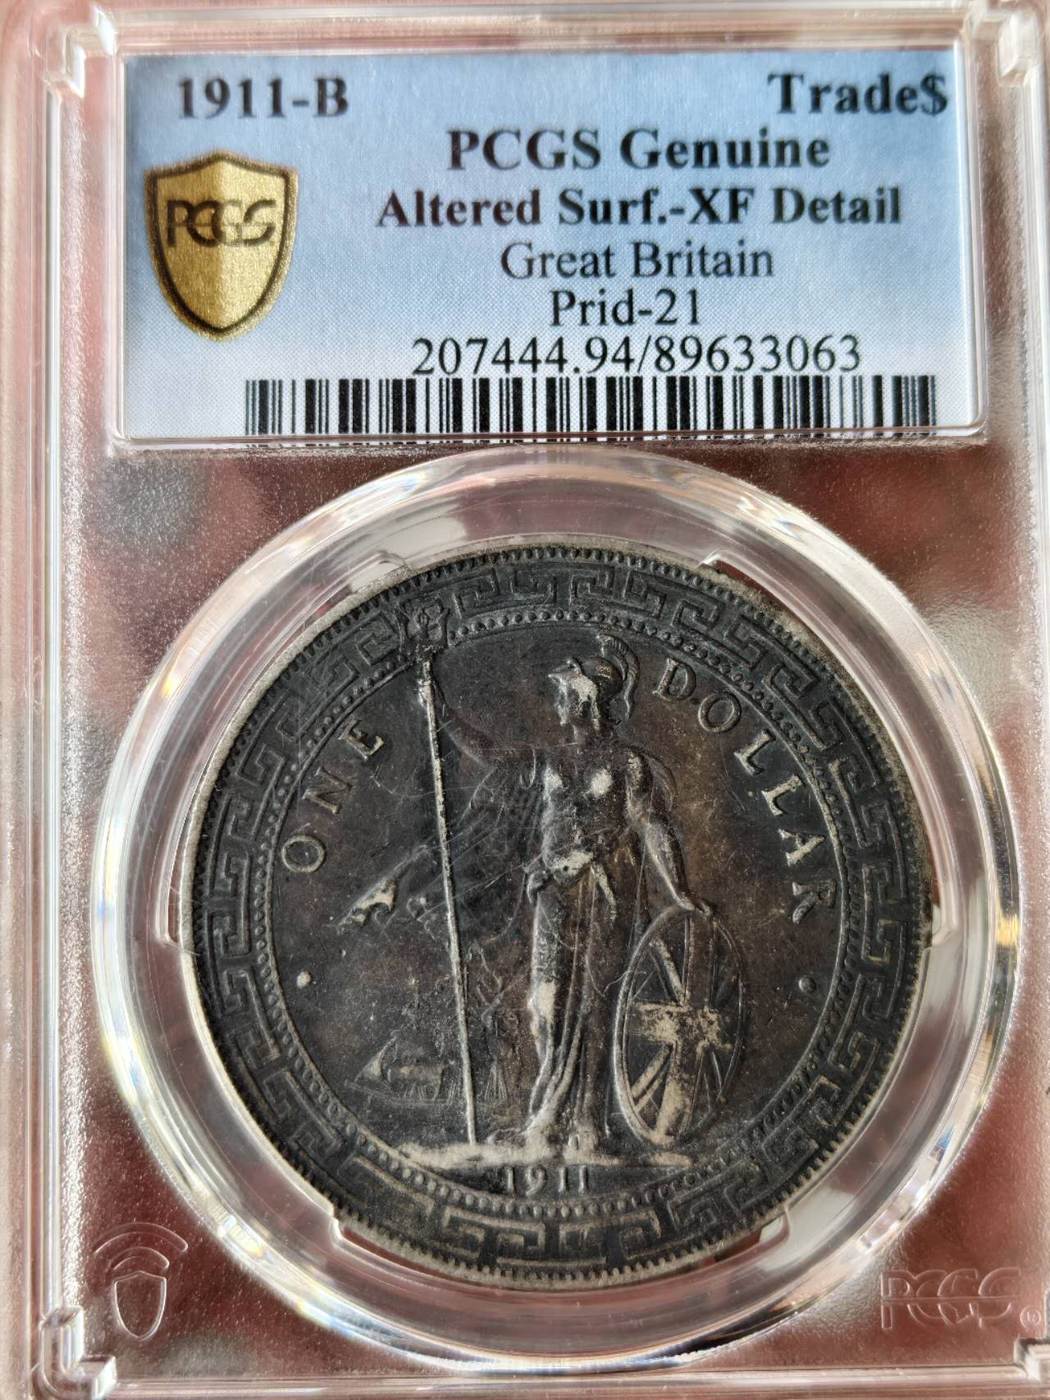 1911-B Trade$
PCGS Genuine
Altered Surf.-XF Detail
Great Britain
Prid-21
207444.94/89633063
PCGS
ONE DOLLAR
1911
PCGS